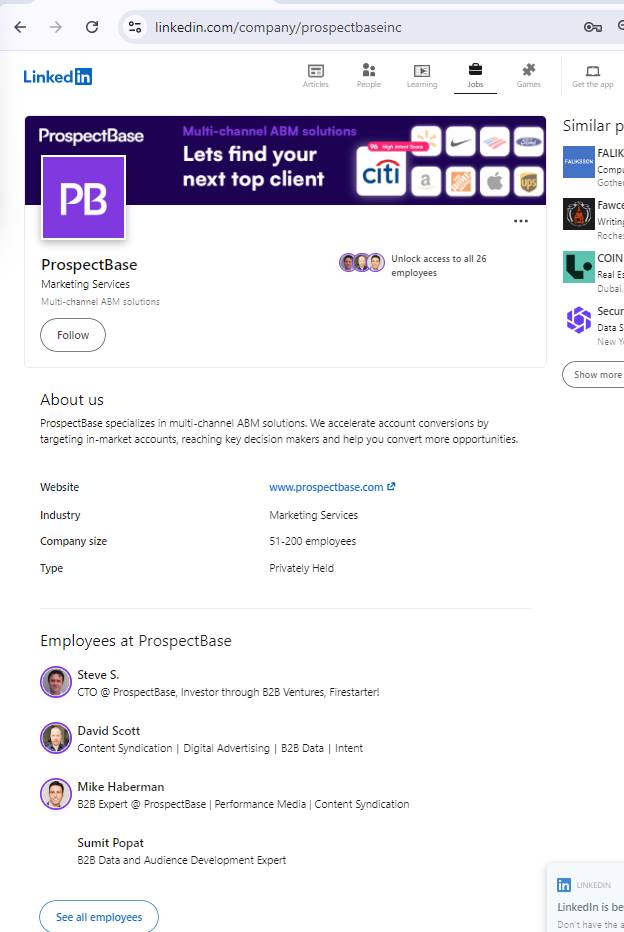 linkedin.com/company/prospectbaseinc
Linked in
Articles
People
Learning
Jobs
Games
Get the app
ProspectBase
Multi-channel ABM solutions
Lets find your
next top client
96 High Intent Score
citi
a
Ford
ups
PB
ProspectBase
Marketing Services
Multi-channel ABM solutions
Unlock access to all 26
employees
Follow
About us
ProspectBase specializes in multi-channel ABM solutions. We accelerate account conversions by
targeting in-market accounts, reaching key decision makers and help you convert more opportunities.
Website www.prospectbase.com
Industry Marketing Services
Company size 51-200 employees
Type Privately Held
Employees at ProspectBase
Steve S.
CTO @ ProspectBase, Investor through B2B Ventures, Firestarter!
David Scott
Content Syndication | Digital Advertising | B2B Data | Intent
Mike Haberman
B2B Expert @ ProspectBase | Performance Media | Content Syndication
Sumit Popat
B2B Data and Audience Development Expert
See all employees
Similar p
FALIKSSON
FALIK
Compu
Gother
Fawce
Writing
Roches
COIN
Real Es
Dubai,
Secur
Data S
New Yo
Show more
in LINKEDIN
LinkedIn is be
Don't have the a